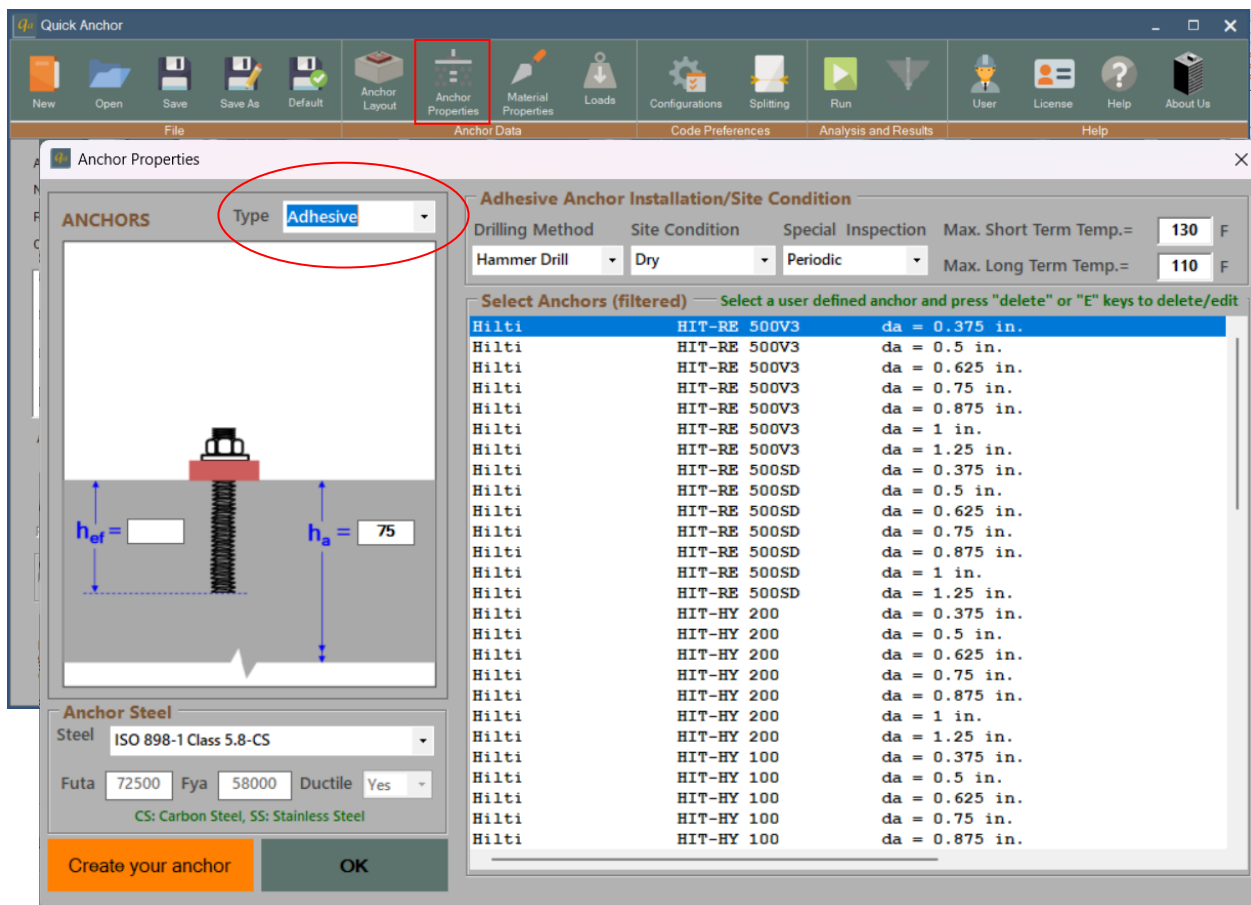 qa Quick Anchor
New Open Save Save As Default Anchor Layout Anchor Properties Material Properties Loads Configurations Splitting Run User License Help About Us
File Anchor Data Code Preferences Analysis and Results Help
qa Anchor Properties
ANCHORS Type Adhesive
hef =
ha = 75
Anchor Steel
Steel ISO 898-1 Class 5.8-CS
Futa 72500 Fya 58000 Ductile Yes
CS: Carbon Steel, SS: Stainless Steel
Create your anchor OK
Adhesive Anchor Installation/Site Condition
Drilling Method Site Condition Special Inspection Max. Short Term Temp.= 130 F
Hammer Drill Dry Periodic Max. Long Term Temp.= 110 F
Select Anchors (filtered) Select a user defined anchor and press "delete" or "E" keys to delete/edit
Hilti HIT-RE 500V3 da = 0.375 in.
Hilti HIT-RE 500V3 da = 0.5 in.
Hilti HIT-RE 500V3 da = 0.625 in.
Hilti HIT-RE 500V3 da = 0.75 in.
Hilti HIT-RE 500V3 da = 0.875 in.
Hilti HIT-RE 500V3 da = 1 in.
Hilti HIT-RE 500V3 da = 1.25 in.
Hilti HIT-RE 500SD da = 0.375 in.
Hilti HIT-RE 500SD da = 0.5 in.
Hilti HIT-RE 500SD da = 0.625 in.
Hilti HIT-RE 500SD da = 0.75 in.
Hilti HIT-RE 500SD da = 0.875 in.
Hilti HIT-RE 500SD da = 1 in.
Hilti HIT-RE 500SD da = 1.25 in.
Hilti HIT-HY 200 da = 0.375 in.
Hilti HIT-HY 200 da = 0.5 in.
Hilti HIT-HY 200 da = 0.625 in.
Hilti HIT-HY 200 da = 0.75 in.
Hilti HIT-HY 200 da = 0.875 in.
Hilti HIT-HY 200 da = 1 in.
Hilti HIT-HY 200 da = 1.25 in.
Hilti HIT-HY 100 da = 0.375 in.
Hilti HIT-HY 100 da = 0.5 in.
Hilti HIT-HY 100 da = 0.625 in.
Hilti HIT-HY 100 da = 0.75 in.
Hilti HIT-HY 100 da = 0.875 in.